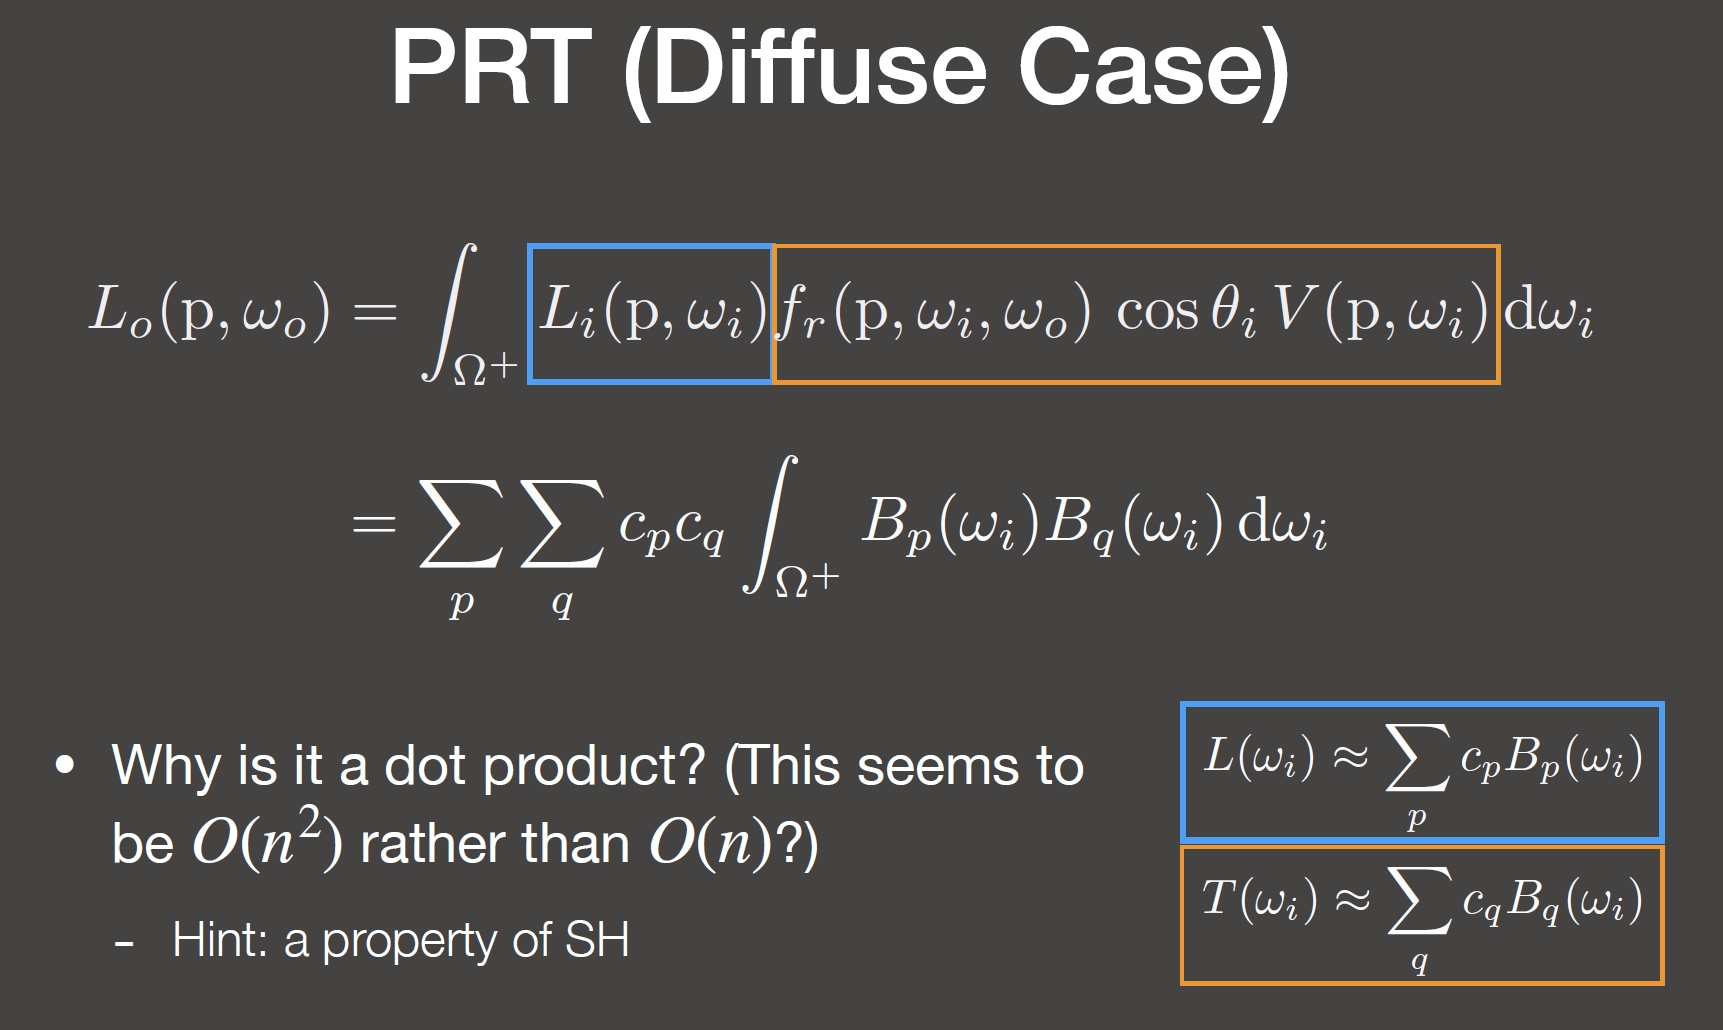 PRT (Diffuse Case)
$L_o(\mathrm{p}, \omega_o) = \int_{\Omega^+} L_i(\mathrm{p}, \omega_i) f_r(\mathrm{p}, \omega_i, \omega_o) \cos\theta_i \, V(\mathrm{p}, \omega_i) \, \mathrm{d}\omega_i$
$= \sum_p \sum_q c_p c_q \int_{\Omega^+} B_p(\omega_i) B_q(\omega_i) \, \mathrm{d}\omega_i$
• Why is it a dot product? (This seems to
be $O(n^2)$ rather than $O(n)$?)
- Hint: a property of SH
$L(\omega_i) \approx \sum_p c_p B_p(\omega_i)$
$T(\omega_i) \approx \sum_q c_q B_q(\omega_i)$